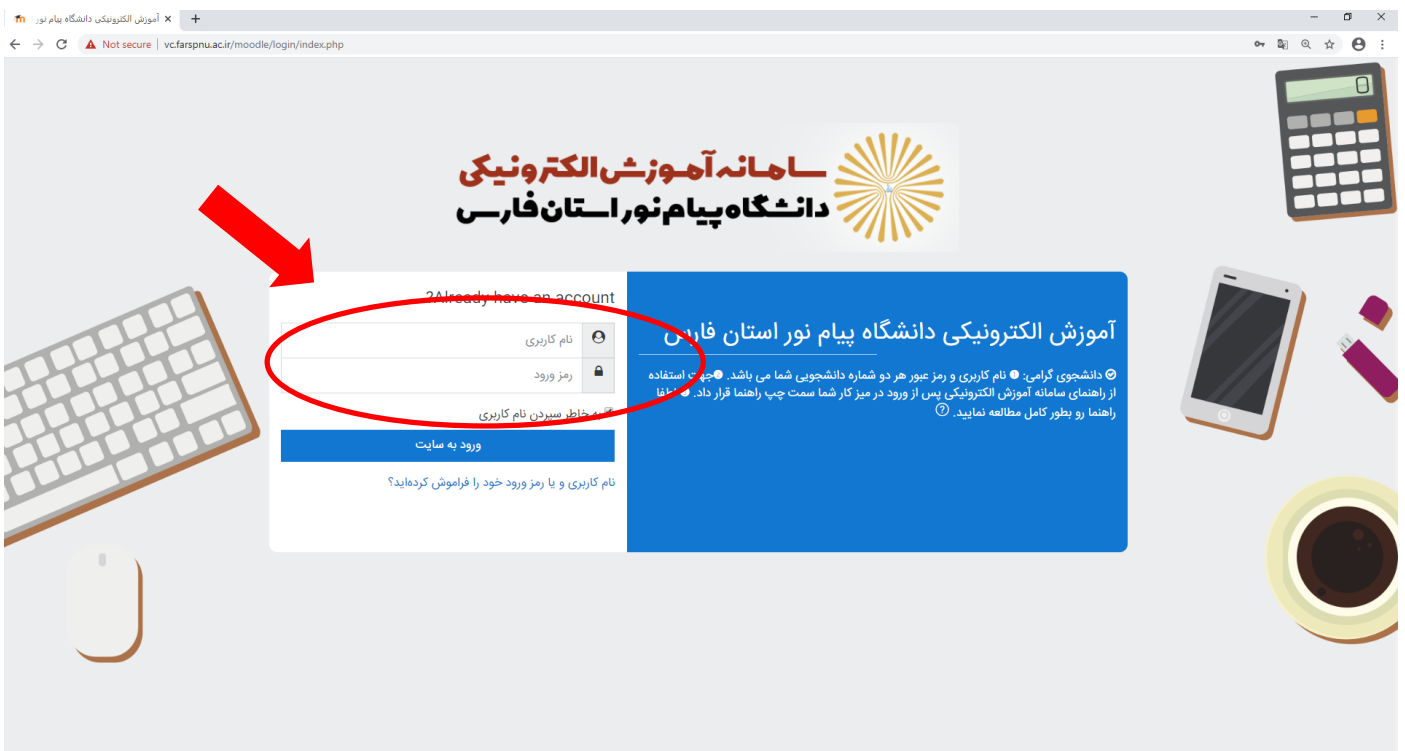 آموزش الکترونیکی دانشگاه پیام نور
Not secure | vc.farspnu.ac.ir/moodle/login/index.php
سامانه آموزش الکترونیکی
دانشگاه پیام نور استان فارس
?Already have an account
نام کاربری
رمز ورود
به خاطر سپردن نام کاربری
ورود به سایت
نام کاربری و یا رمز ورود خود را فراموش کرده‌اید؟
آموزش الکترونیکی دانشگاه پیام نور استان فارس
دانشجوی گرامی: ❶ نام کاربری و رمز عبور هر دو شماره دانشجویی شما می باشد. ❷جهت استفاده
از راهنمای سامانه آموزش الکترونیکی پس از ورود در میز کار شما سمت چپ راهنما قرار داد. لطفا
راهنما رو بطور کامل مطالعه نمایید.